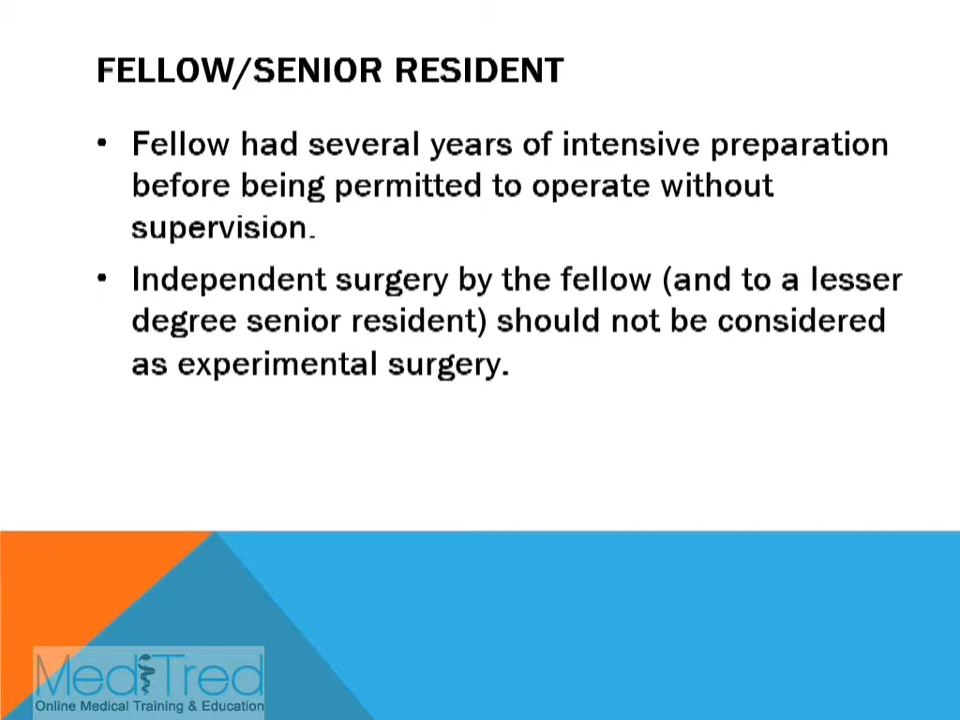 FELLOW/SENIOR RESIDENT
• Fellow had several years of intensive preparation
before being permitted to operate without
supervision.
• Independent surgery by the fellow (and to a lesser
degree senior resident) should not be considered
as experimental surgery.
MediTred
Online Medical Training & Education